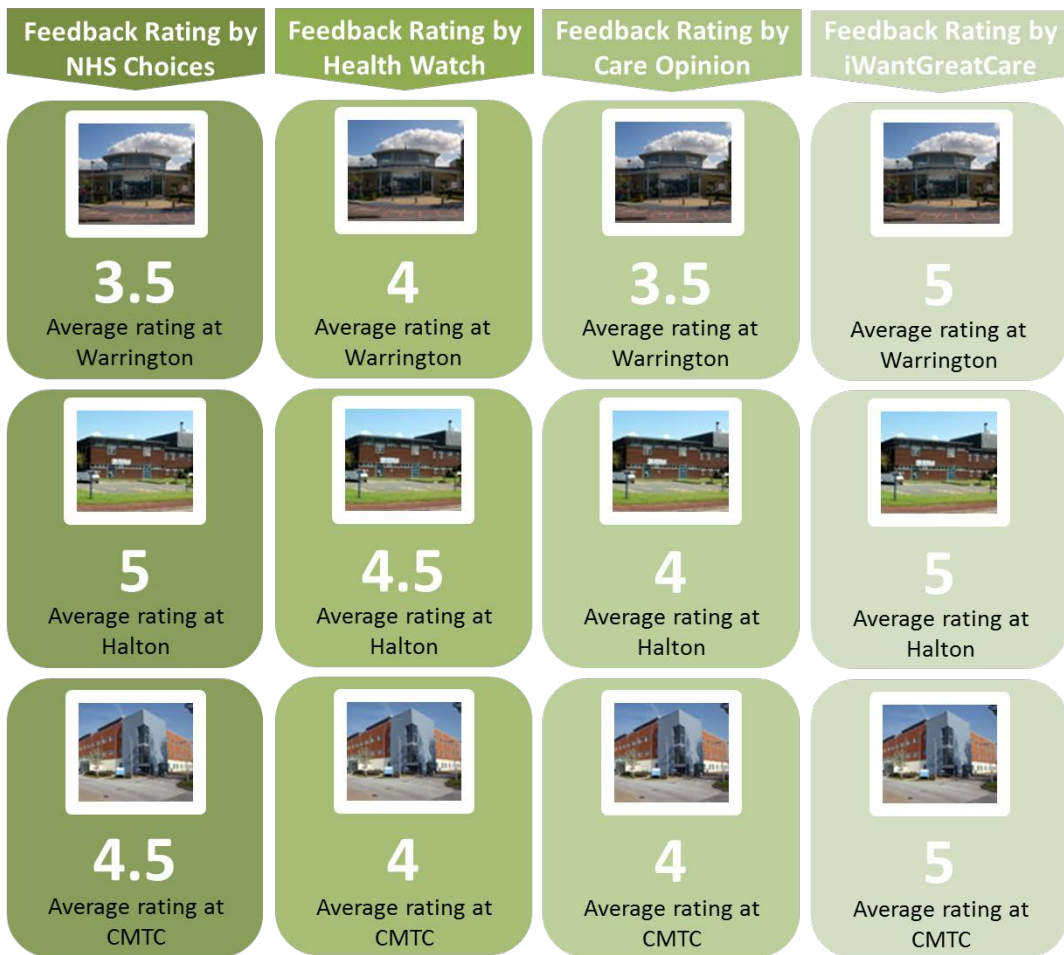 Feedback Rating by
NHS Choices
Feedback Rating by
Health Watch
Feedback Rating by
Care Opinion
Feedback Rating by
iWantGreatCare
3.5
Average rating at
Warrington
4
Average rating at
Warrington
3.5
Average rating at
Warrington
5
Average rating at
Warrington
5
Average rating at
Halton
4.5
Average rating at
Halton
4
Average rating at
Halton
5
Average rating at
Halton
4.5
Average rating at
CMTC
4
Average rating at
CMTC
4
Average rating at
CMTC
5
Average rating at
CMTC